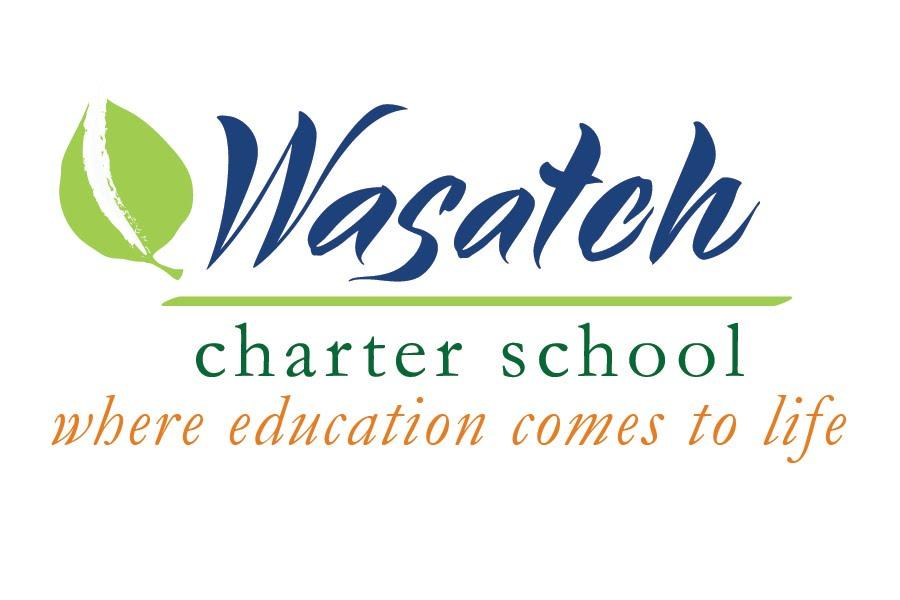 Wasatch
charter school
where education comes to life